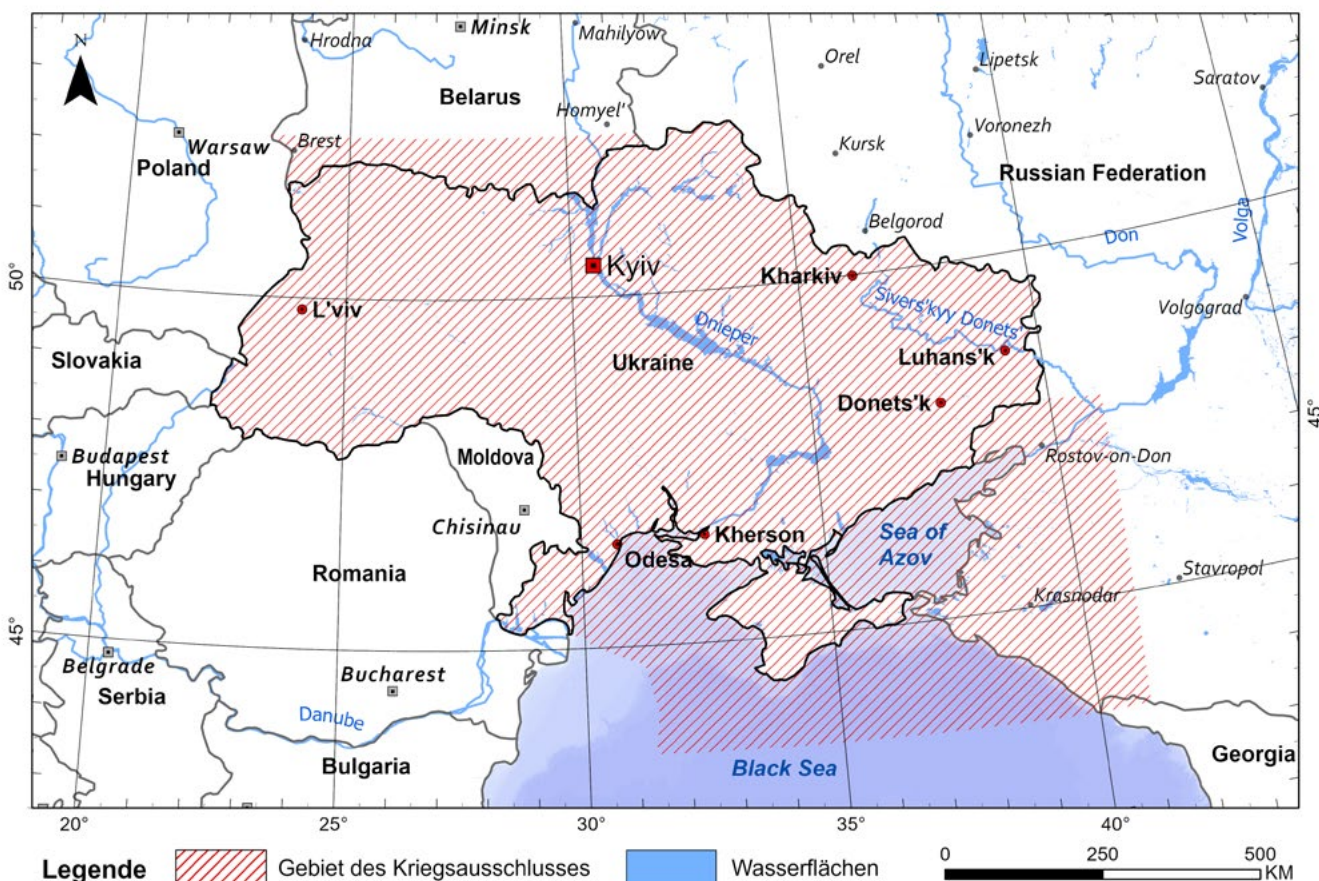 N
Hrodna
Minsk
Mahilyow
Orel
Lipetsk
Saratov
Belarus
Homyel'
Warsaw
Brest
Voronezh
Poland
Kursk
Russian Federation
Belgorod
Don
Volga
50°
Kyiv
Kharkiv
L'viv
Sivers'kyy Donets'
Volgograd
Dnieper
Slovakia
Ukraine
Luhans'k
Donets'k
45°
Budapest
Hungary
Moldova
Rostov-on-Don
Chisinau
Kherson
Sea of
Azov
Odesa
Romania
Stavropol
Krasnodar
45°
Belgrade
Bucharest
Serbia
Danube
Georgia
Bulgaria
Black Sea
20°
25°
30°
35°
40°
Legende
Gebiet des Kriegsausschlusses
Wasserflächen
0
250
500
KM